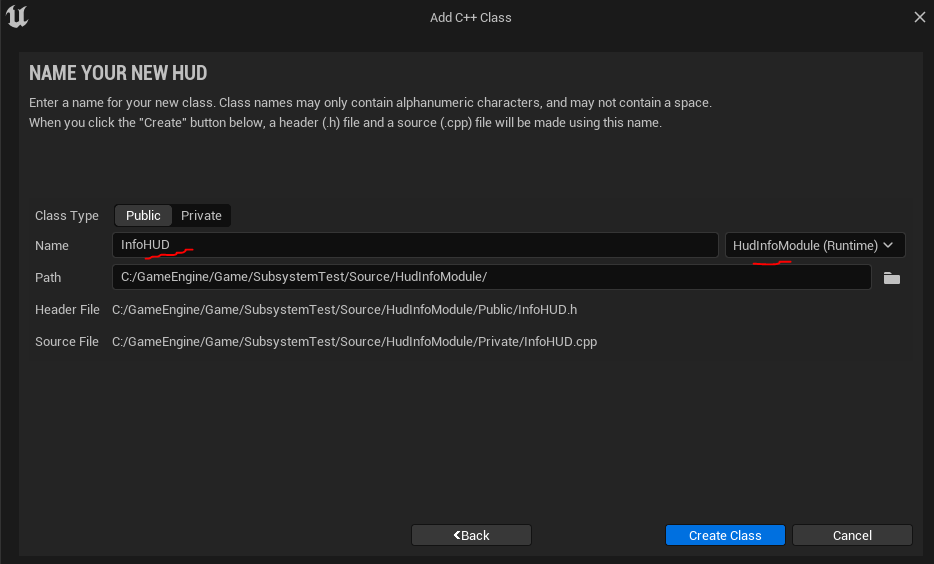 Add C++ Class
NAME YOUR NEW HUD
Enter a name for your new class. Class names may only contain alphanumeric characters, and may not contain a space.
When you click the "Create" button below, a header (.h) file and a source (.cpp) file will be made using this name.
Class Type Public Private
Name InfoHUD HudInfoModule (Runtime)
Path C:/GameEngine/Game/SubsystemTest/Source/HudInfoModule/
Header File C:/GameEngine/Game/SubsystemTest/Source/HudInfoModule/Public/InfoHUD.h
Source File C:/GameEngine/Game/SubsystemTest/Source/HudInfoModule/Private/InfoHUD.cpp
Back Create Class Cancel